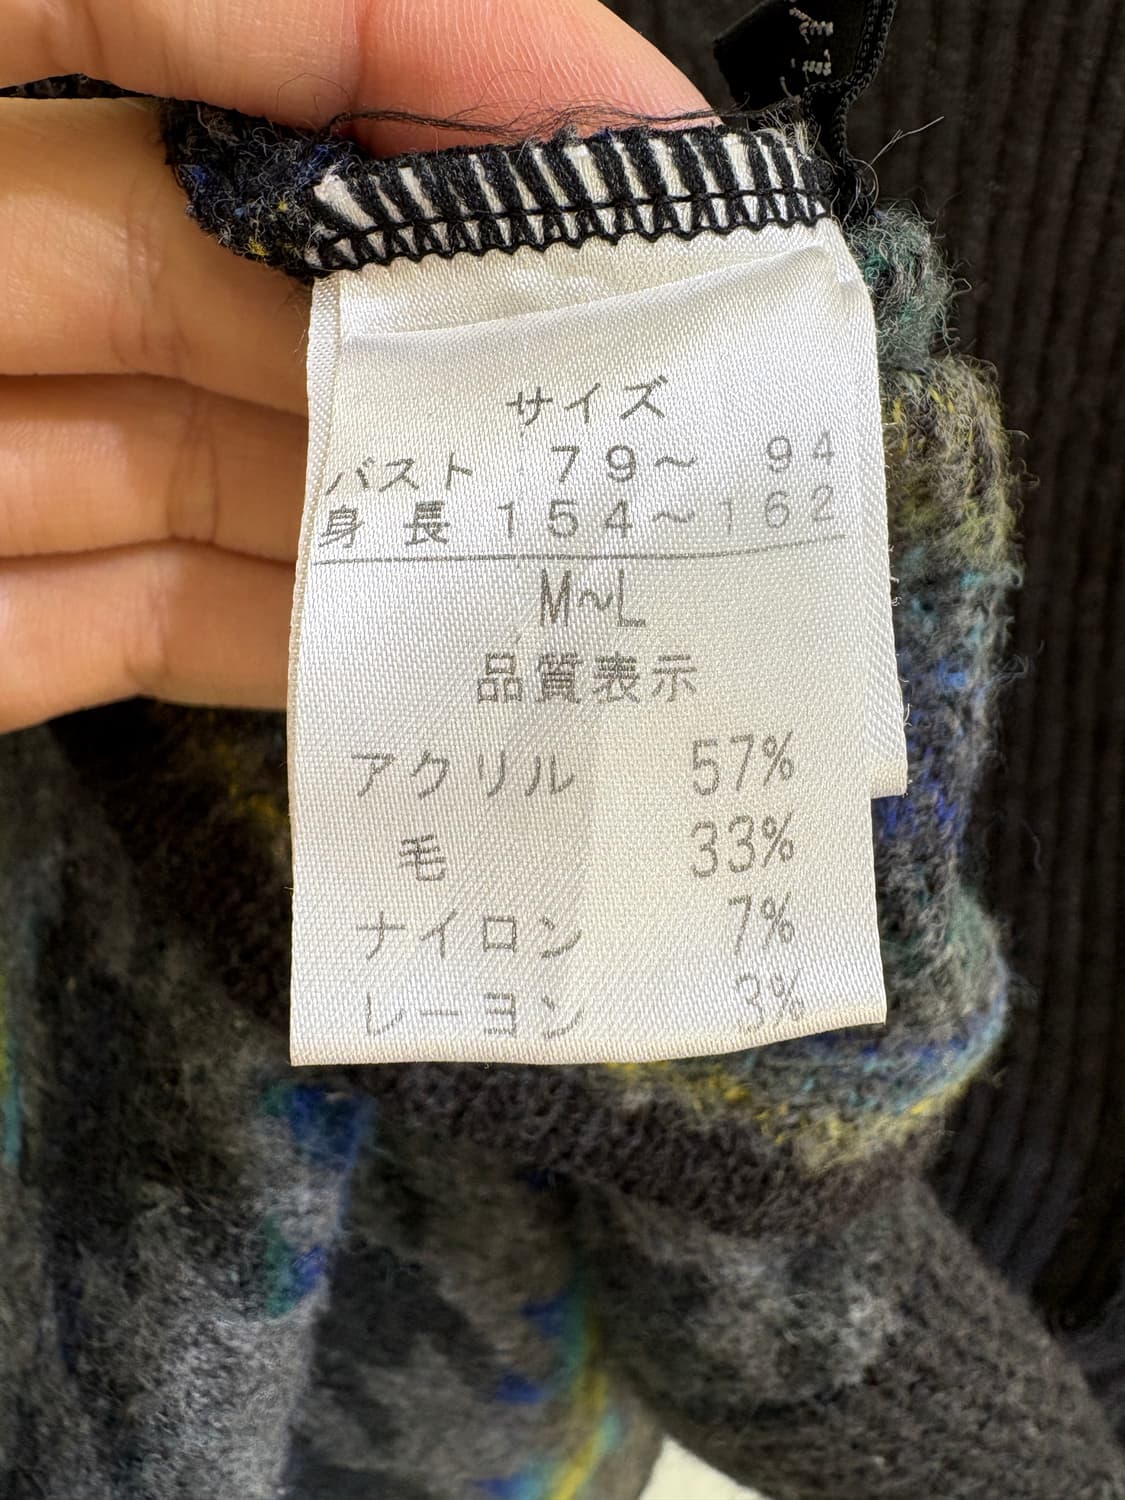 サイズ
バスト 79～ 94
身長 154～162
M～L
品質表示
アクリル 57%
毛 33%
ナイロン 7%
レーヨン 3%